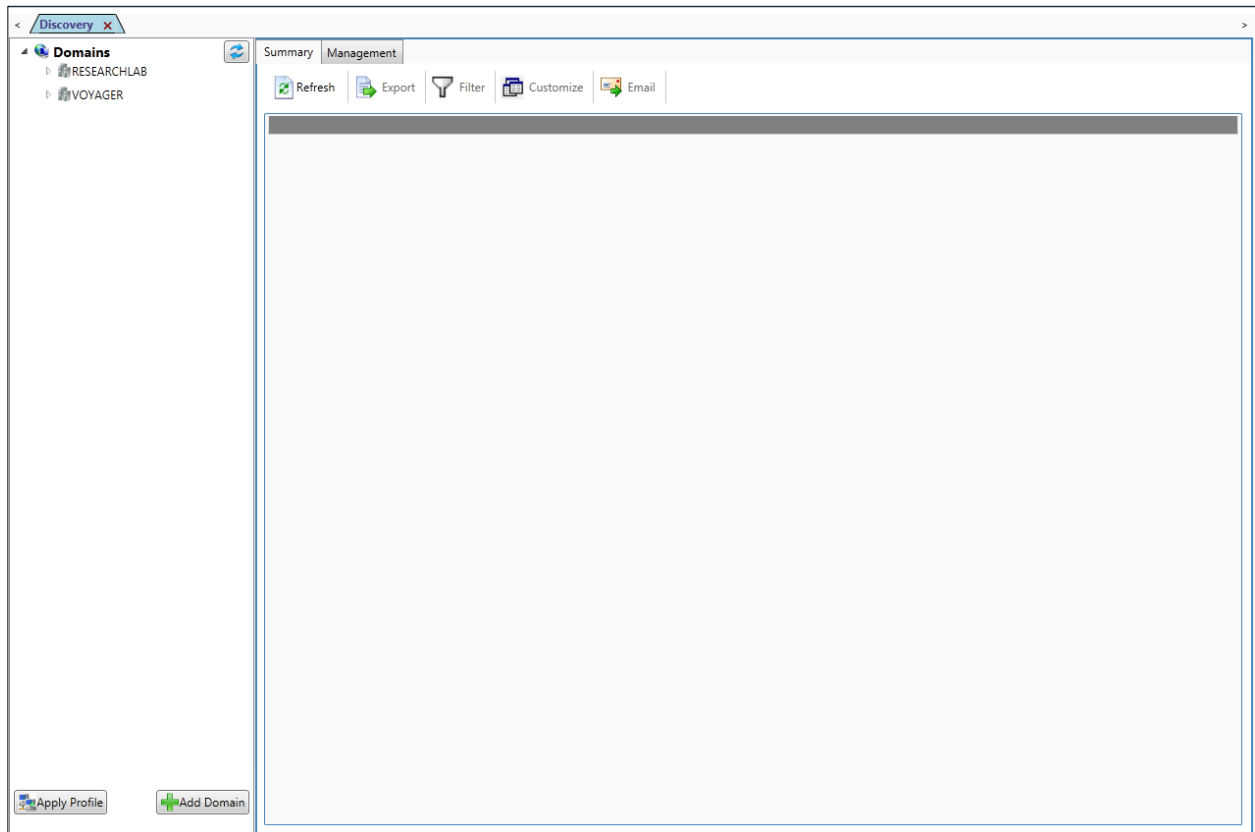 < Discovery x >
Domains
RESEARCHLAB
VOYAGER
Summary Management
Refresh Export Filter Customize Email
Apply Profile Add Domain